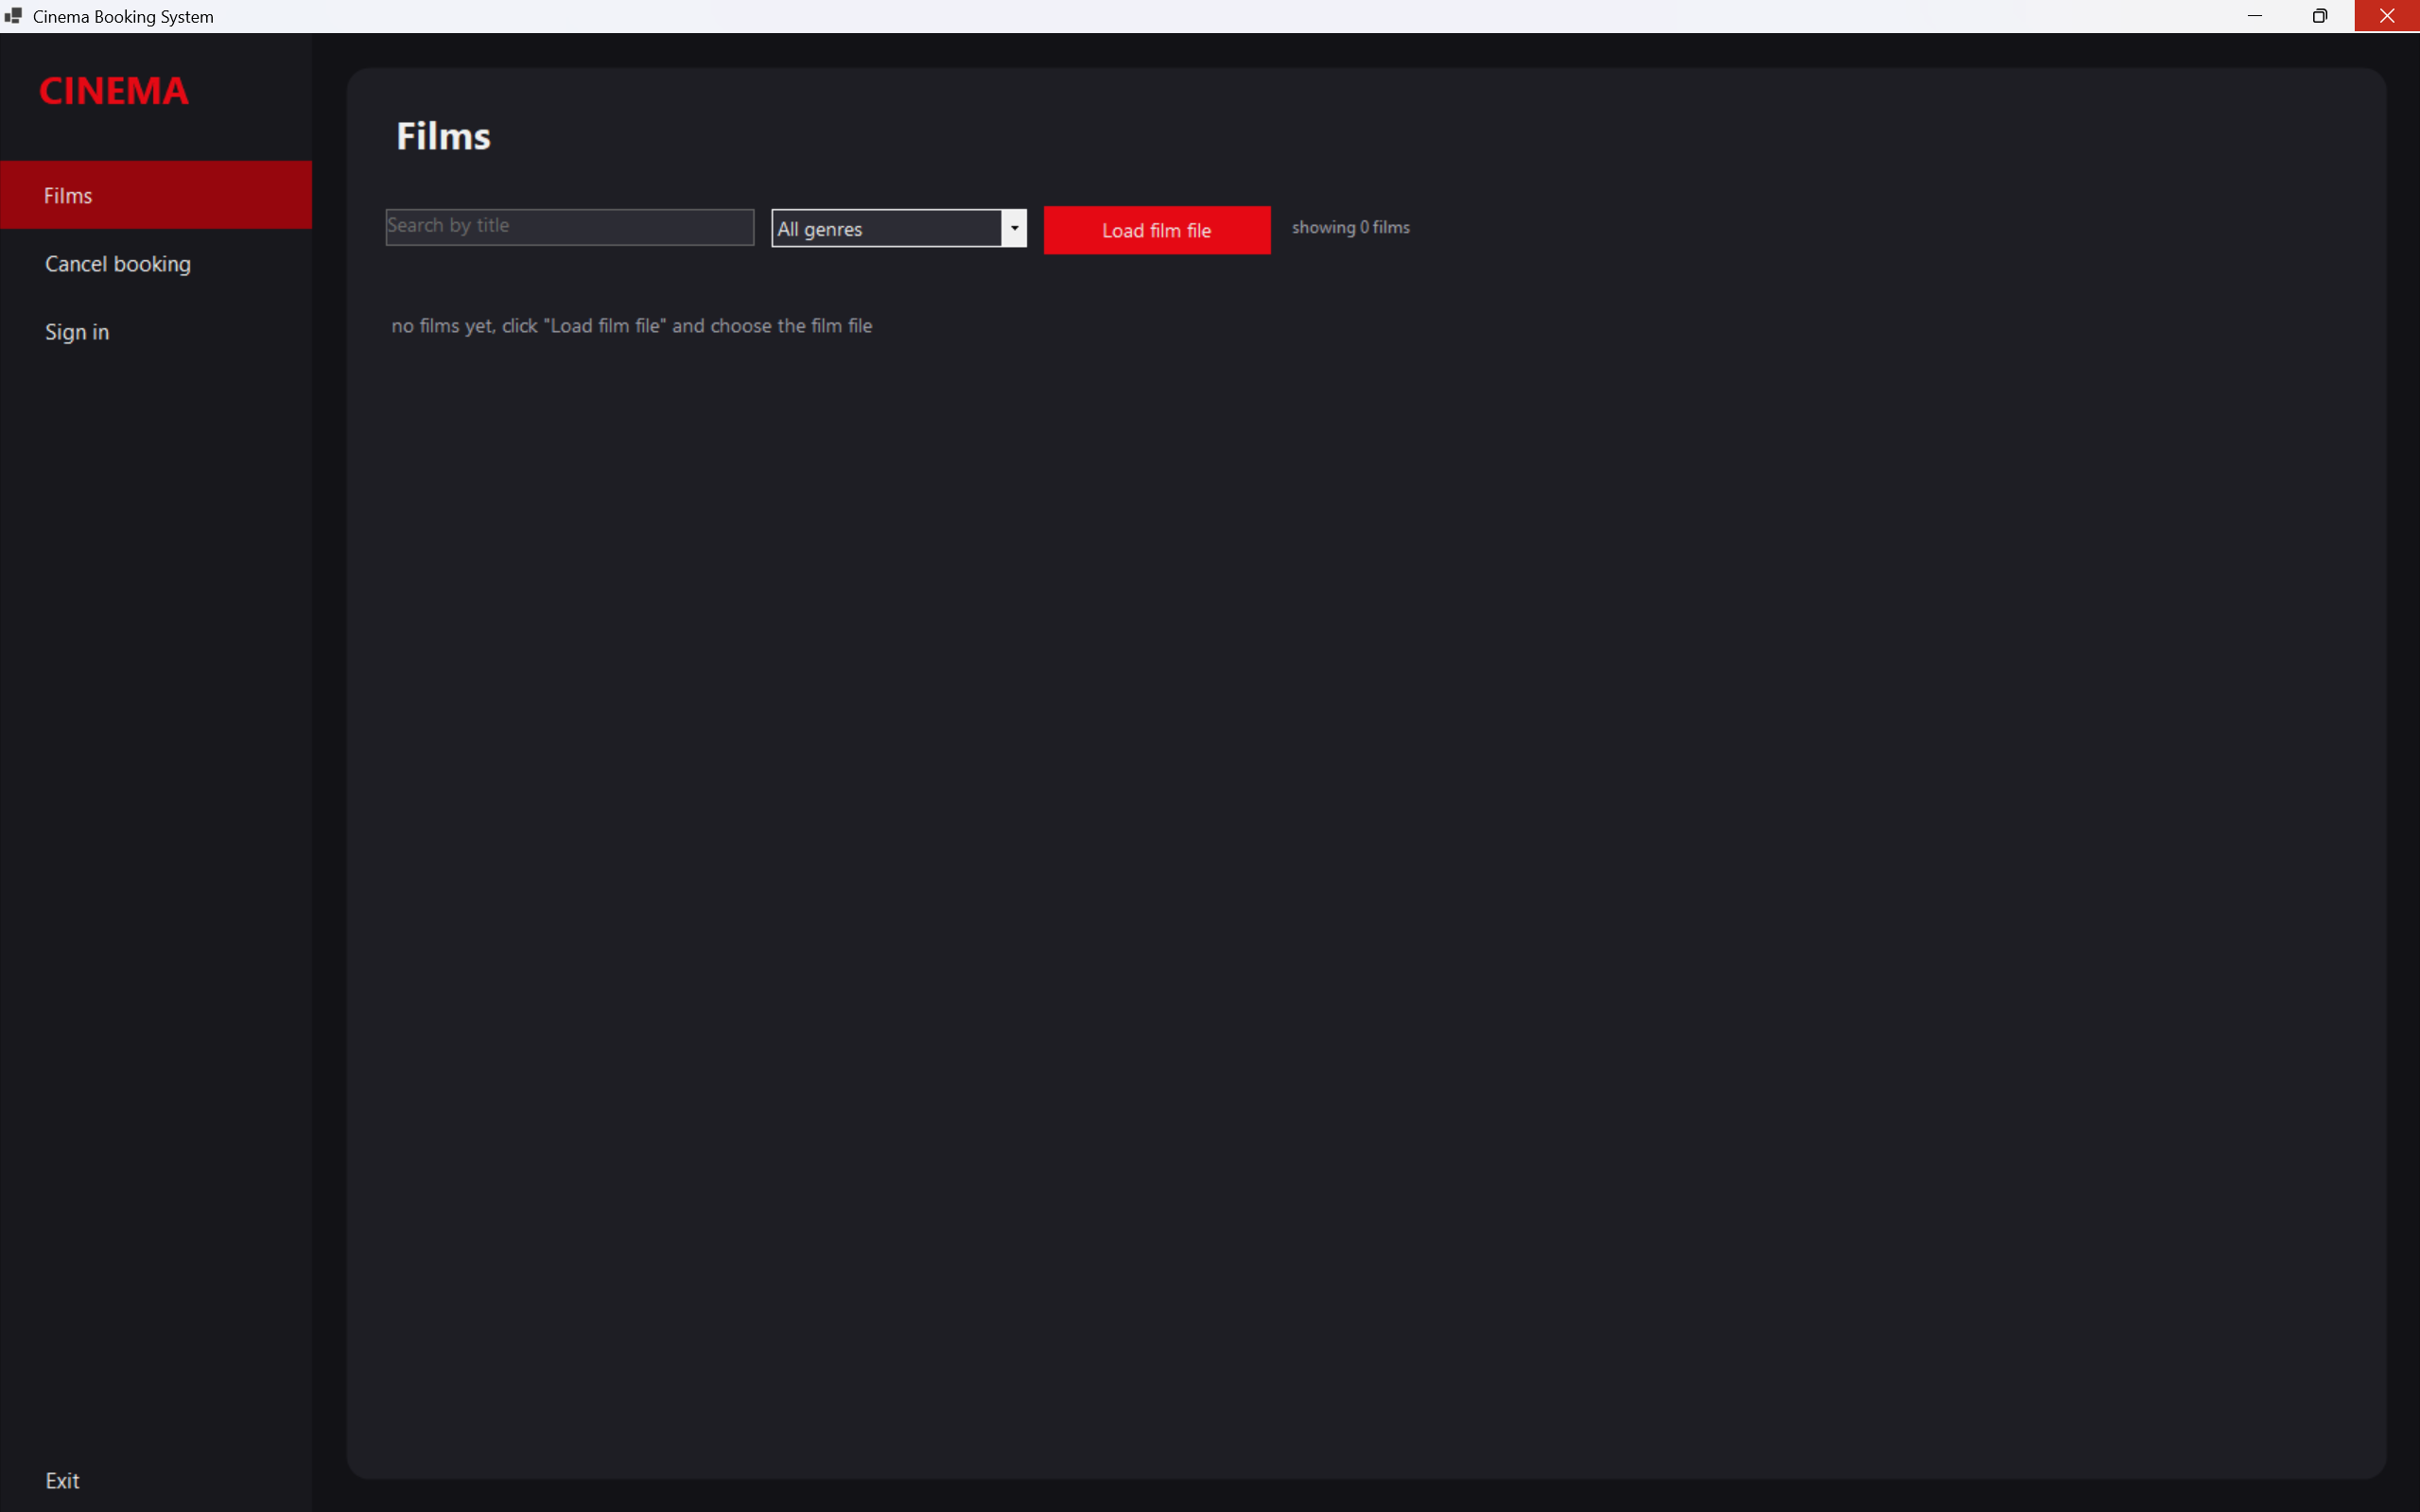 Cinema Booking System
CINEMA
Films
Cancel booking
Sign in
Exit
Films
Search by title
All genres
Load film file
showing 0 films
no films yet, click "Load film file" and choose the film file